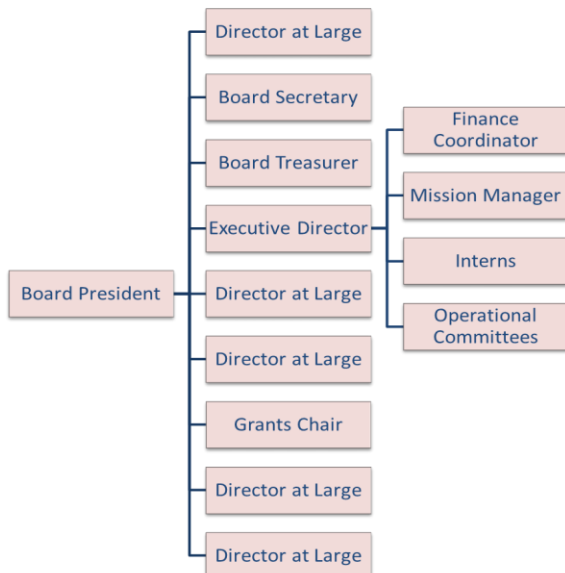 Board President
Director at Large
Board Secretary
Board Treasurer
Executive Director
Director at Large
Director at Large
Grants Chair
Director at Large
Director at Large
Finance
Coordinator
Mission Manager
Interns
Operational
Committees